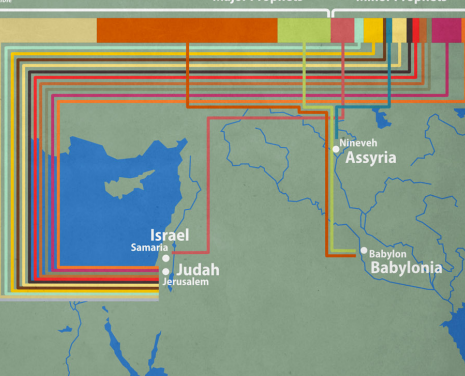 Major Prophets
Minor Prophets
Nineveh
Assyria
Israel
Samaria
Judah
Jerusalem
Babylon
Babylonia